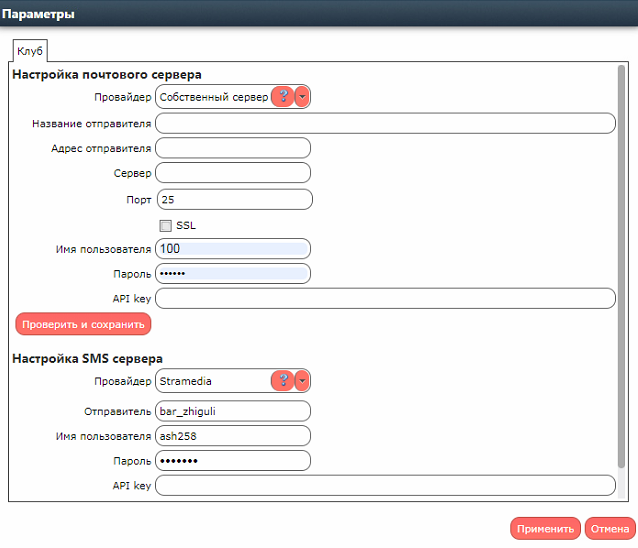 Параметры
Клуб
Настройка почтового сервера
Провайдер Собственный сервер ?
Название отправителя
Адрес отправителя
Сервер
Порт 25
SSL
Имя пользователя 100
Пароль ••••••
API key
Проверить и сохранить
Настройка SMS сервера
Провайдер Stramedia ?
Отправитель bar_zhiguli
Имя пользователя ash258
Пароль •••••••
API key
Применить Отмена